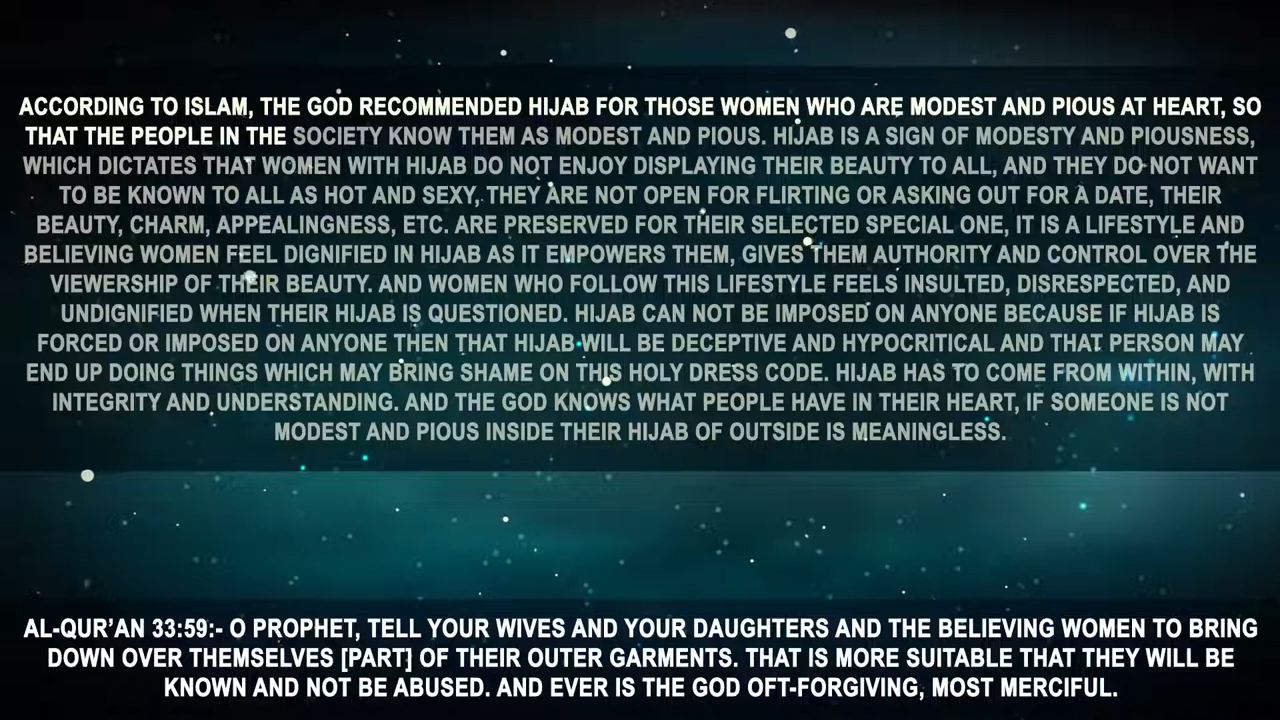 ACCORDING TO ISLAM, THE GOD RECOMMENDED HIJAB FOR THOSE WOMEN WHO ARE MODEST AND PIOUS AT HEART, SO
THAT THE PEOPLE IN THE SOCIETY KNOW THEM AS MODEST AND PIOUS. HIJAB IS A SIGN OF MODESTY AND PIOUSNESS,
WHICH DICTATES THAT WOMEN WITH HIJAB DO NOT ENJOY DISPLAYING THEIR BEAUTY TO ALL, AND THEY DO NOT WANT
TO BE KNOWN TO ALL AS HOT AND SEXY, THEY ARE NOT OPEN FOR FLIRTING OR ASKING OUT FOR A DATE, THEIR
BEAUTY, CHARM, APPEALINGNESS, ETC. ARE PRESERVED FOR THEIR SELECTED SPECIAL ONE, IT IS A LIFESTYLE AND
BELIEVING WOMEN FEEL DIGNIFIED IN HIJAB AS IT EMPOWERS THEM, GIVES THEM AUTHORITY AND CONTROL OVER THE
VIEWERSHIP OF THEIR BEAUTY. AND WOMEN WHO FOLLOW THIS LIFESTYLE FEELS INSULTED, DISRESPECTED, AND
UNDIGNIFIED WHEN THEIR HIJAB IS QUESTIONED. HIJAB CAN NOT BE IMPOSED ON ANYONE BECAUSE IF HIJAB IS
FORCED OR IMPOSED ON ANYONE THEN THAT HIJAB WILL BE DECEPTIVE AND HYPOCRITICAL AND THAT PERSON MAY
END UP DOING THINGS WHICH MAY BRING SHAME ON THIS HOLY DRESS CODE. HIJAB HAS TO COME FROM WITHIN, WITH
INTEGRITY AND UNDERSTANDING. AND THE GOD KNOWS WHAT PEOPLE HAVE IN THEIR HEART, IF SOMEONE IS NOT
MODEST AND PIOUS INSIDE THEIR HIJAB OF OUTSIDE IS MEANINGLESS.
AL-QUR'AN 33:59:- O PROPHET, TELL YOUR WIVES AND YOUR DAUGHTERS AND THE BELIEVING WOMEN TO BRING
DOWN OVER THEMSELVES [PART] OF THEIR OUTER GARMENTS. THAT IS MORE SUITABLE THAT THEY WILL BE
KNOWN AND NOT BE ABUSED. AND EVER IS THE GOD OFT-FORGIVING, MOST MERCIFUL.